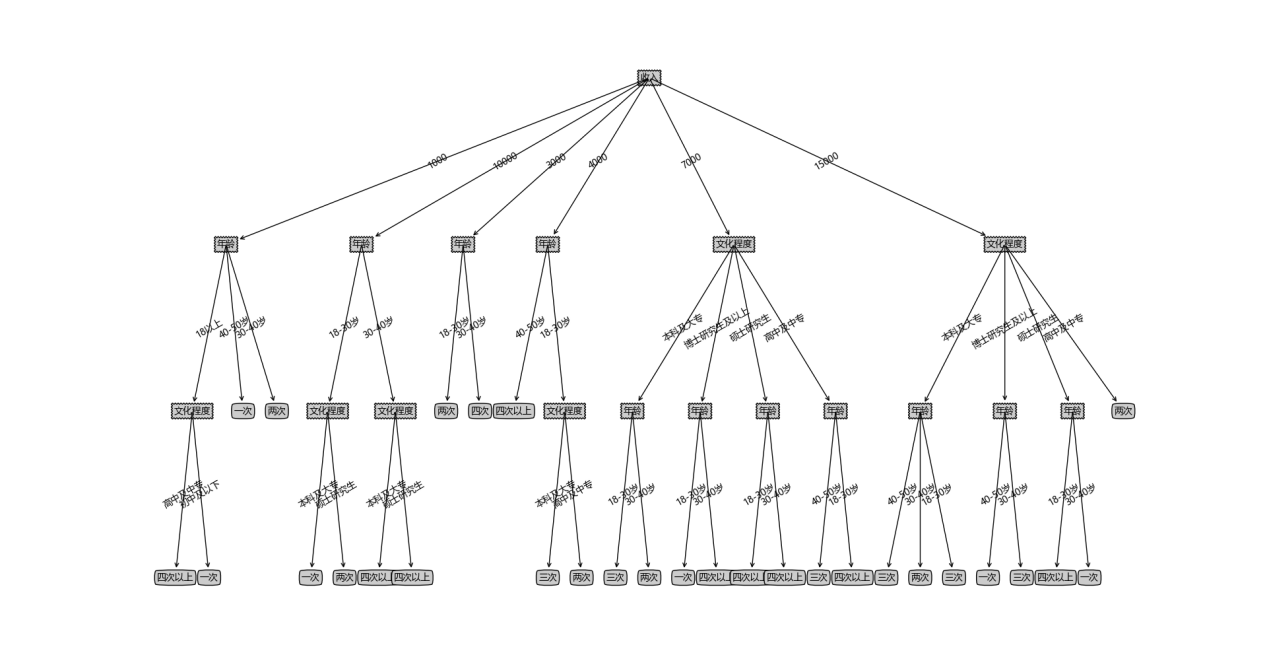 收入
1000
10000
3000
4000
7000
15000
年龄
年龄
年龄
年龄
文化程度
文化程度
18以上
40-50岁
30-40岁
18-30岁
30-40岁
18-30岁
30-40岁
40-50岁
18-30岁
本科及大专
博士研究生及以上
硕士研究生
高中及中专
本科及大专
博士研究生及以上
硕士研究生
高中及中专
文化程度
一次
两次
文化程度
文化程度
两次
四次
四次以上
文化程度
年龄
年龄
年龄
年龄
年龄
年龄
年龄
两次
高中及中专
初中及以下
本科及大专
硕士研究生
本科及大专
硕士研究生
本科及大专
高中及中专
18-30岁
30-40岁
18-30岁
30-40岁
18-30岁
30-40岁
40-50岁
18-30岁
40-50岁
30-40岁
18-30岁
40-50岁
30-40岁
18-30岁
30-40岁
四次以上
一次
一次
两次
四次以上
四次以上
三次
两次
三次
两次
一次
四次以上
四次以上
四次以上
三次
四次以上
三次
两次
三次
一次
三次
四次以上
一次